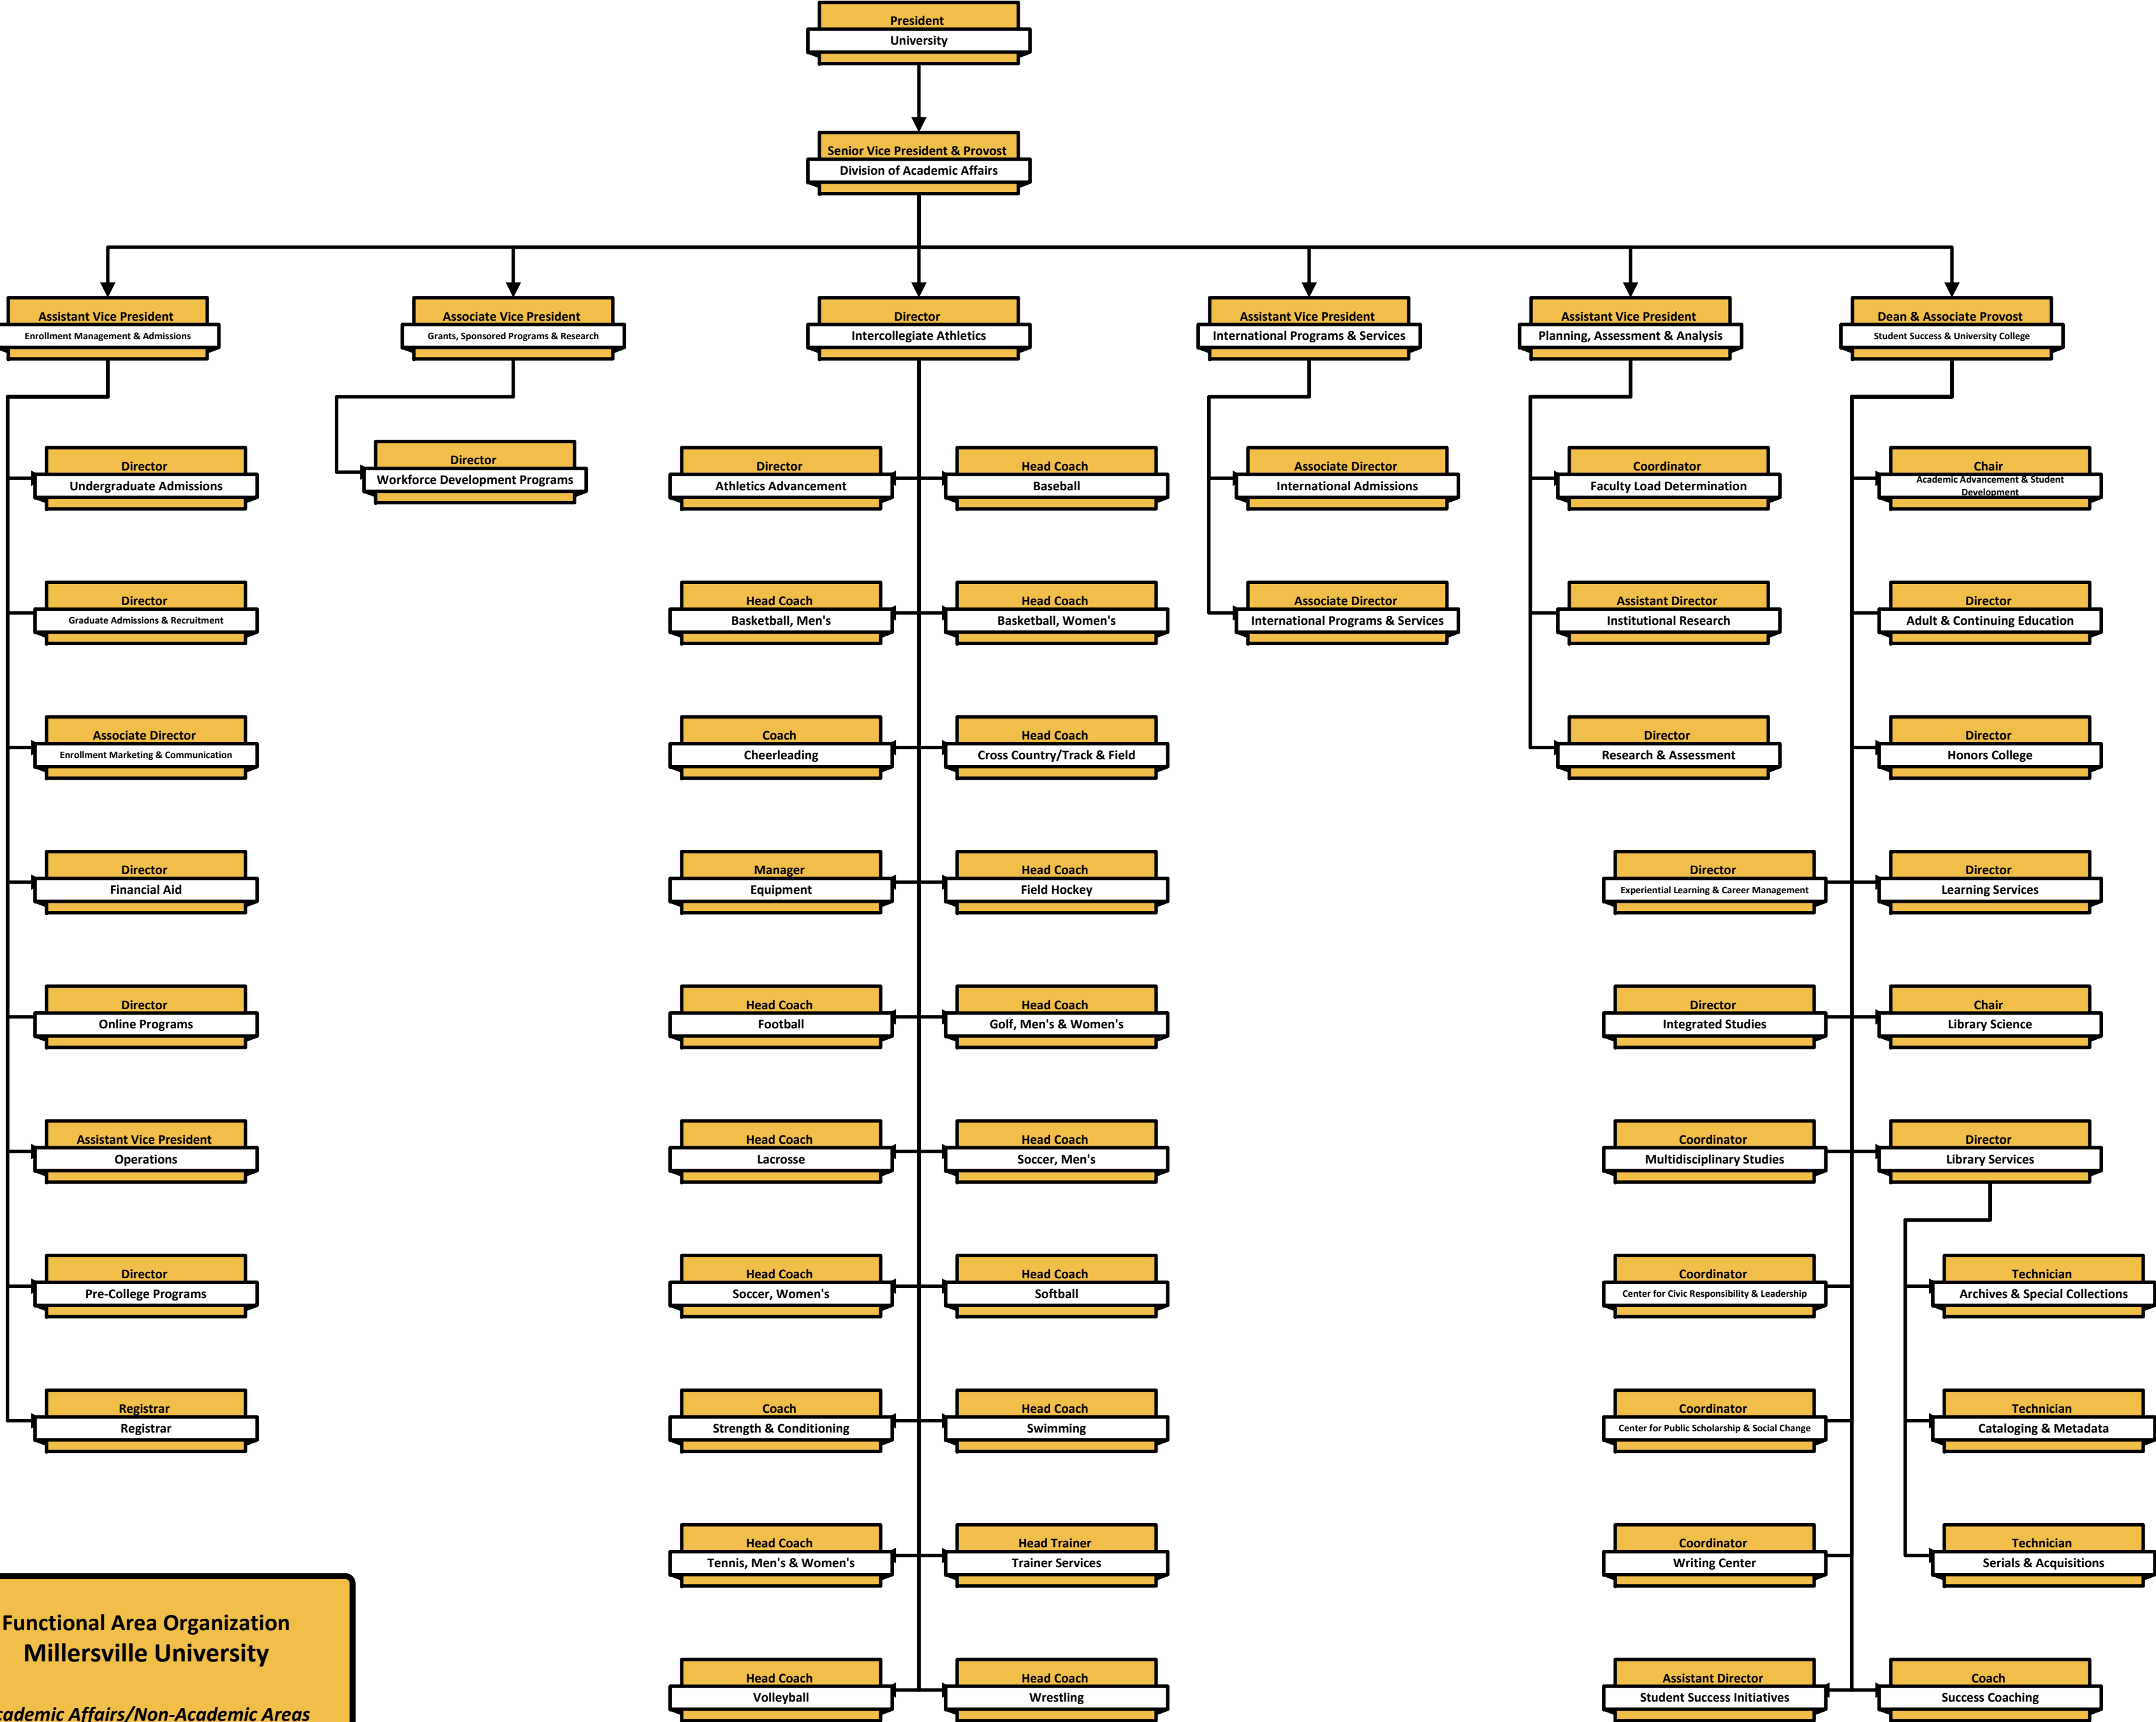 President
University
Senior Vice President & Provost
Division of Academic Affairs
Assistant Vice President
Enrollment Management & Admissions
Associate Vice President
Grants, Sponsored Programs & Research
Director
Intercollegiate Athletics
Assistant Vice President
International Programs & Services
Assistant Vice President
Planning, Assessment & Analysis
Dean & Associate Provost
Student Success & University College
Director
Undergraduate Admissions
Director
Workforce Development Programs
Director
Athletics Advancement
Head Coach
Baseball
Associate Director
International Admissions
Coordinator
Faculty Load Determination
Chair
Academic Advancement & Student
Development
Director
Graduate Admissions & Recruitment
Head Coach
Basketball, Men's
Head Coach
Basketball, Women's
Associate Director
International Programs & Services
Assistant Director
Institutional Research
Director
Adult & Continuing Education
Associate Director
Enrollment Marketing & Communication
Coach
Cheerleading
Head Coach
Cross Country/Track & Field
Director
Research & Assessment
Director
Honors College
Director
Financial Aid
Manager
Equipment
Head Coach
Field Hockey
Director
Experiential Learning & Career Management
Director
Learning Services
Director
Online Programs
Head Coach
Football
Head Coach
Golf, Men's & Women's
Director
Integrated Studies
Chair
Library Science
Assistant Vice President
Operations
Head Coach
Lacrosse
Head Coach
Soccer, Men's
Coordinator
Multidisciplinary Studies
Director
Library Services
Director
Pre-College Programs
Head Coach
Soccer, Women's
Head Coach
Softball
Coordinator
Center for Civic Responsibility & Leadership
Technician
Archives & Special Collections
Registrar
Registrar
Coach
Strength & Conditioning
Head Coach
Swimming
Coordinator
Center for Public Scholarship & Social Change
Technician
Cataloging & Metadata
Head Coach
Tennis, Men's & Women's
Head Trainer
Trainer Services
Coordinator
Writing Center
Technician
Serials & Acquisitions
Functional Area Organization
Millersville University
cademic Affairs/Non-Academic Areas
Head Coach
Volleyball
Head Coach
Wrestling
Assistant Director
Student Success Initiatives
Coach
Success Coaching